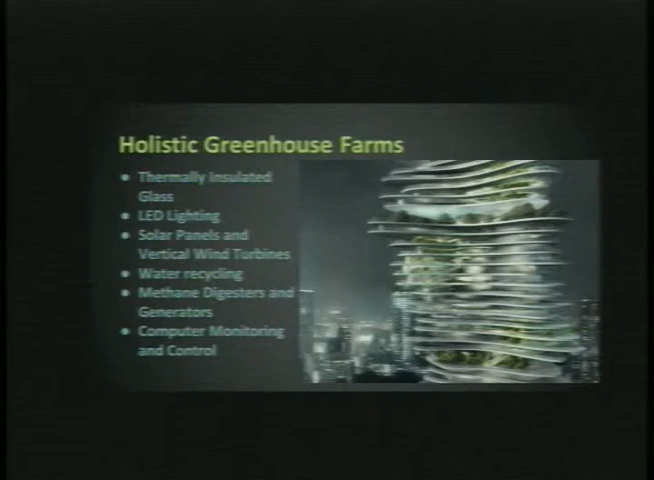 Holistic Greenhouse Farms
• Thermally Insulated
Glass
• LED Lighting
• Solar Panels and
Vertical Wind Turbines
• Water recycling
• Methane Digesters and
Generators
• Computer Monitoring
and Control